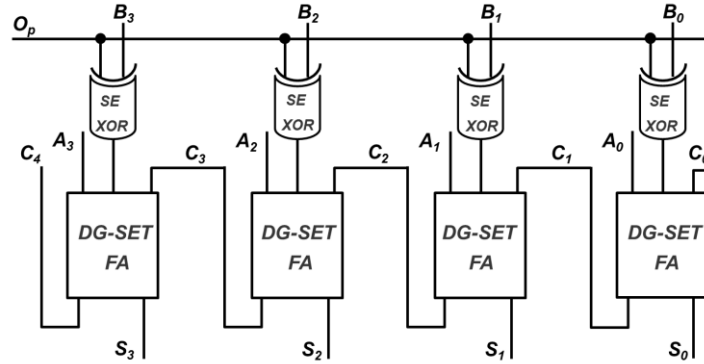 B3 B2 B1 B0
Op
SE XOR SE XOR SE XOR SE XOR
C4 A3 C3 A2 C2 A1 C1 A0
DG-SET FA DG-SET FA DG-SET FA DG-SET FA
S3 S2 S1 S0